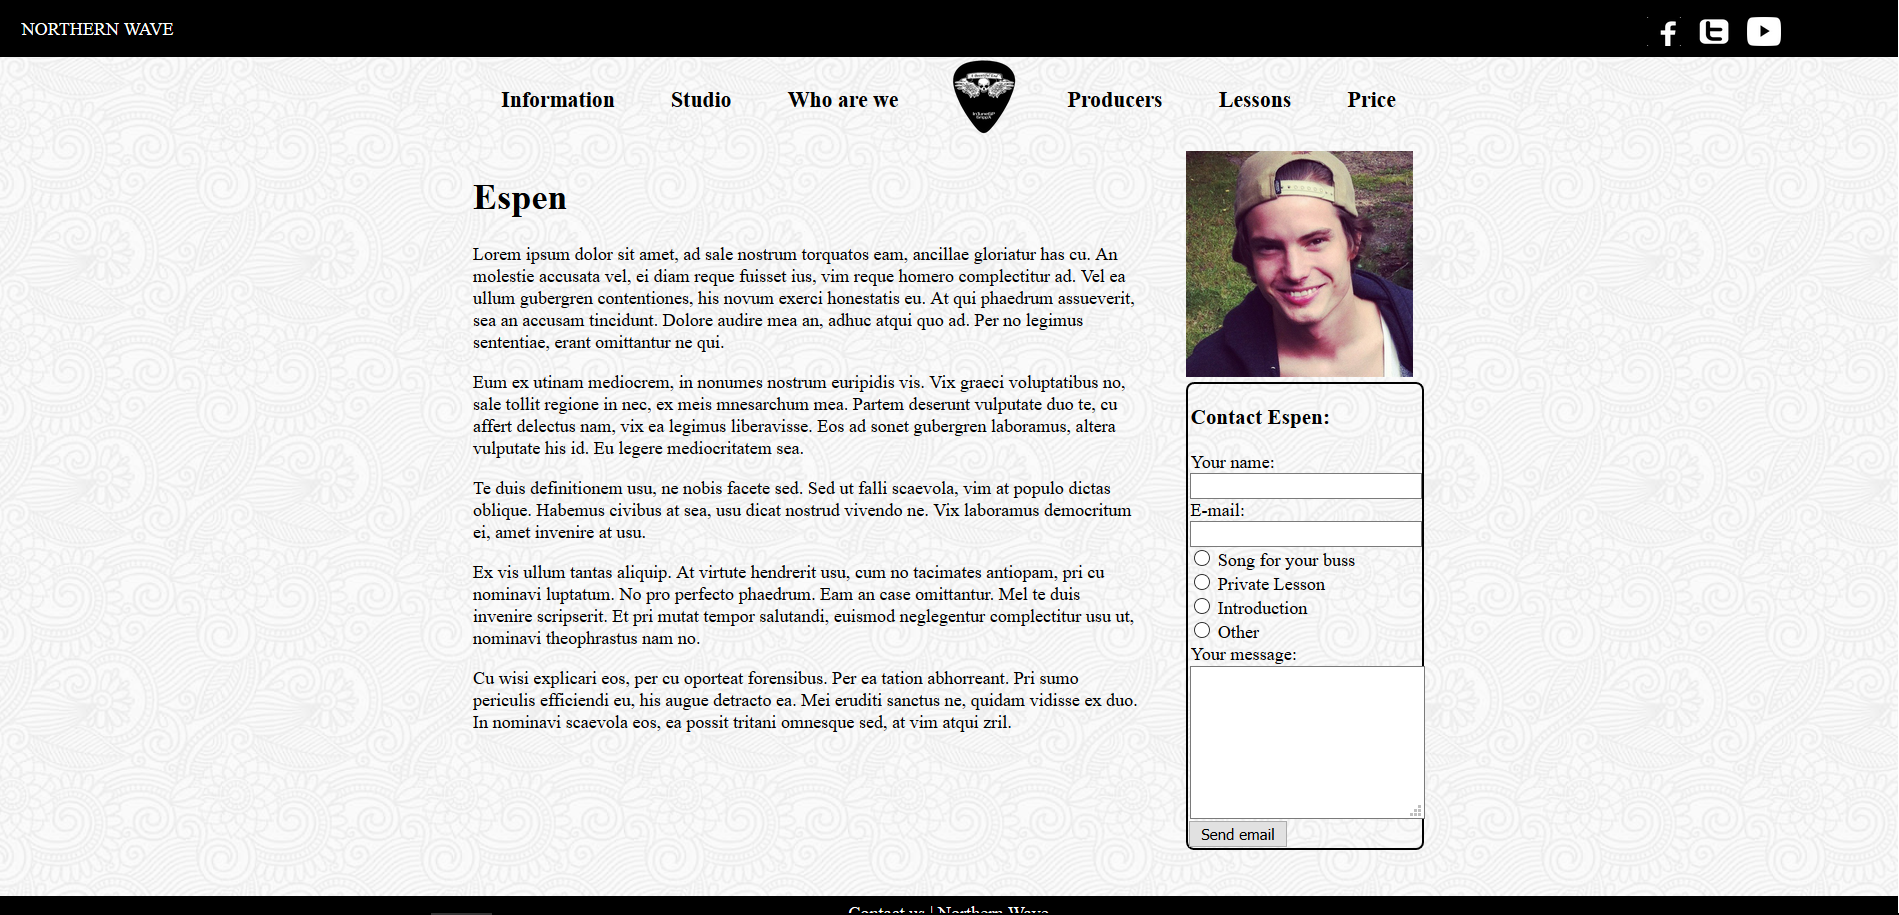 NORTHERN WAVE
Information Studio Who are we Producers Lessons Price
Espen
Lorem ipsum dolor sit amet, ad sale nostrum torquatos eam, ancillae gloriatur has cu. An
molestie accusata vel, ei diam reque fuisset ius, vim reque homero complectitur ad. Vel ea
ullum gubergren contentiones, his novum exerci honestatis eu. At qui phaedrum assueverit,
sea an accusam tincidunt. Dolore audire mea an, adhuc atqui quo ad. Per no legimus
sententiae, erant omittantur ne qui.
Eum ex utinam mediocrem, in nonumes nostrum euripidis vis. Vix graeci voluptatibus no,
sale tollit regione in nec, ex meis mnesarchum mea. Partem deserunt vulputate duo te, cu
affert delectus nam, vix ea legimus liberavisse. Eos ad sonet gubergren laboramus, altera
vulputate his id. Eu legere mediocritatem sea.
Te duis definitionem usu, ne nobis facete sed. Sed ut falli scaevola, vim at populo dictas
oblique. Habemus civibus at sea, usu dicat nostrud vivendo ne. Vix laboramus democritum
ei, amet invenire at usu.
Ex vis ullum tantas aliquip. At virtute hendrerit usu, cum no tacimates antiopam, pri cu
nominavi luptatum. No pro perfecto phaedrum. Eam an case omittantur. Mel te duis
invenire scripserit. Et pri mutat tempor salutandi, euismod neglegentur complectitur usu ut,
nominavi theophrastus nam no.
Cu wisi explicari eos, per cu oporteat forensibus. Per ea tation abhorreant. Pri sumo
periculis efficiendi eu, his augue detracto ea. Mei eruditi sanctus ne, quidam vidisse ex duo.
In nominavi scaevola eos, ea possit tritani omnesque sed, at vim atqui zril.
Contact Espen:
Your name:
E-mail:
Song for your buss
Private Lesson
Introduction
Other
Your message:
Send email
Contact us | Northern Wave